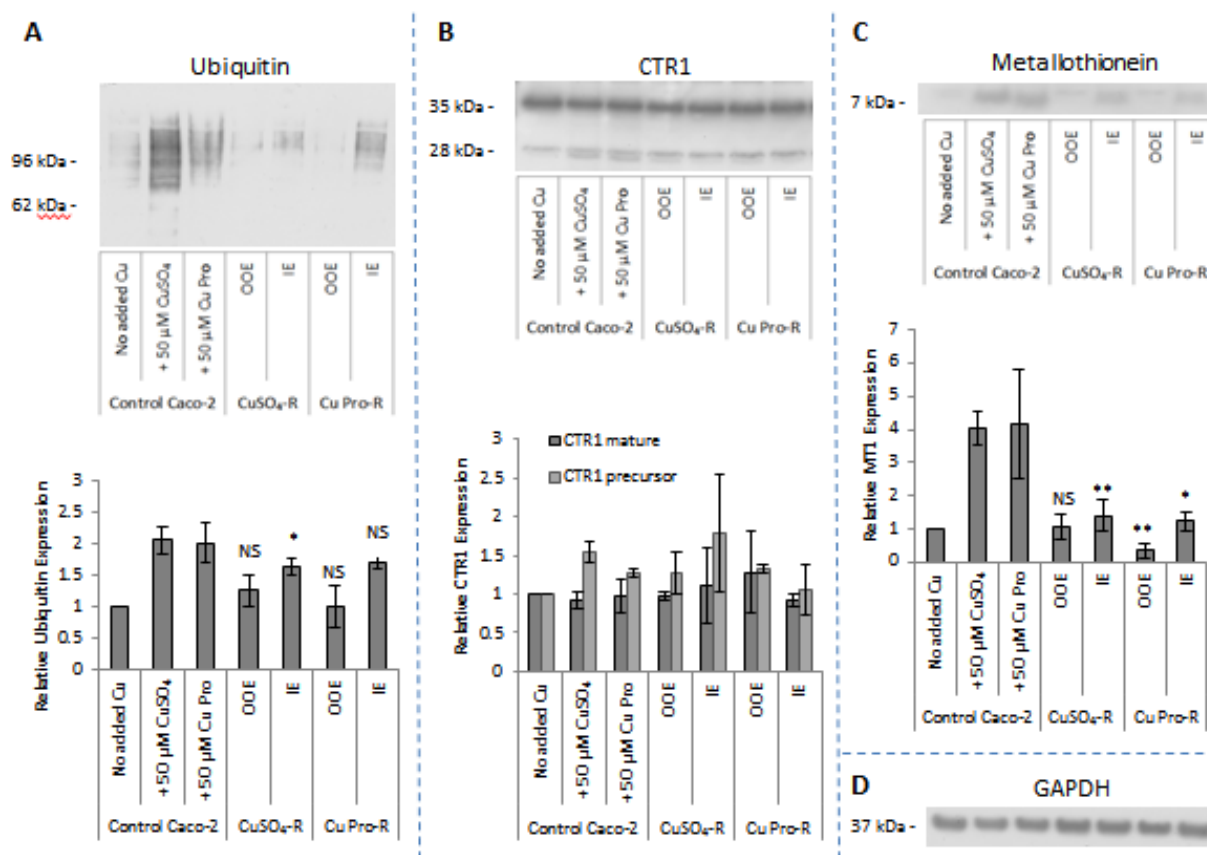 A
Ubiquitin
96 kDa -
62 kDa -
No added Cu
+ 50 µM CuSO₄
+ 50 µM Cu Pro
OOE
IE
OOE
IE
Control Caco-2
CuSO₄-R
Cu Pro-R
Relative Ubiquitin Expression
3
2.5
2
1.5
1
0.5
0
NS
*
NS
NS
No added Cu
+50 µM CuSO₄
+50 µM Cu Pro
OOE
IE
OOE
IE
Control Caco-2
CuSO₄-R
Cu Pro-R
B
CTR1
35 kDa -
28 kDa -
No added Cu
+ 50 µM CuSO₄
+ 50 µM Cu Pro
OOE
IE
OOE
IE
Control Caco-2
CuSO₄-R
Cu Pro-R
Relative CTR1 Expression
3
2.5
2
1.5
1
0.5
0
CTR1 mature
CTR1 precursor
No added Cu
+50 µM CuSO₄
+50 µM Cu Pro
OOE
IE
OOE
IE
Control Caco-2
CuSO₄-R
Cu Pro-R
C
Metallothionein
7 kDa -
No added Cu
+ 50 µM CuSO₄
+ 50 µM Cu Pro
OOE
IE
OOE
IE
Control Caco-2
CuSO₄-R
Cu Pro-R
Relative MT1 Expression
7
6
5
4
3
2
1
0
NS
**
**
*
No added Cu
+50 µM CuSO₄
+50 µM Cu Pro
OOE
IE
OOE
IE
Control Caco-2
CuSO₄-R
Cu Pro-R
D
GAPDH
37 kDa -